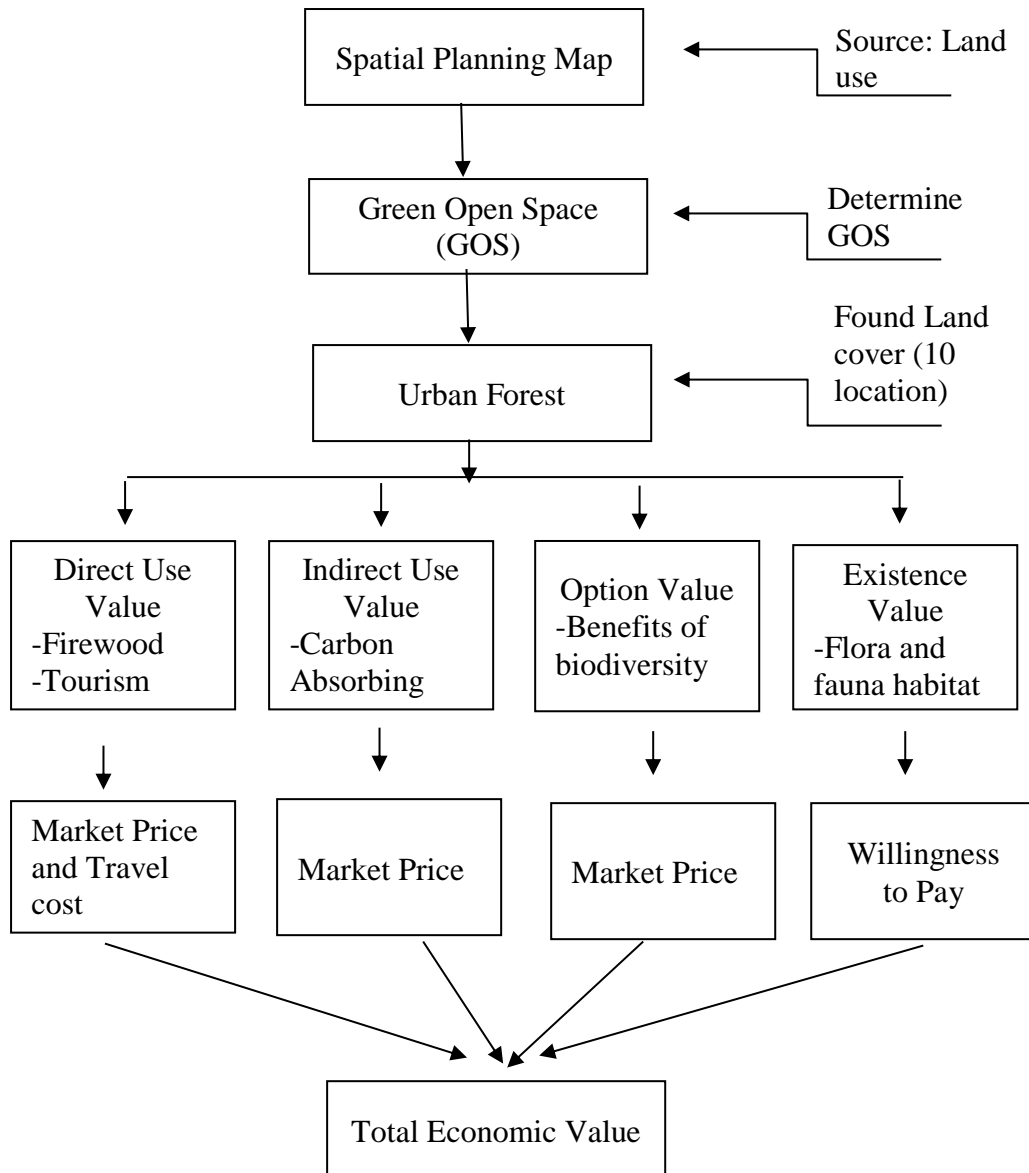 Spatial Planning Map
Source: Land
use
Green Open Space
(GOS)
Determine
GOS
Urban Forest
Found Land
cover (10
location)
Direct Use
Value
-Firewood
-Tourism
Indirect Use
Value
-Carbon
Absorbing
Option Value
-Benefits of
biodiversity
Existence
Value
-Flora and
fauna habitat
Market Price
and Travel
cost
Market Price
Market Price
Willingness
to Pay
Total Economic Value